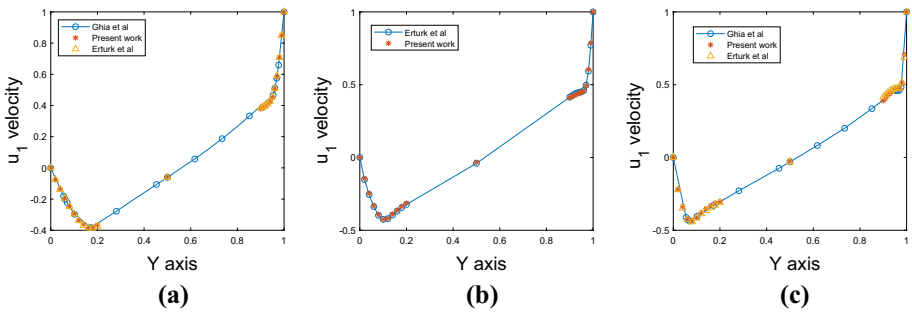 1
0.8
0.6
0.4
0.2
0
-0.2
-0.4
0 0.2 0.4 0.6 0.8 1
u1 velocity
Y axis
Ghia et al
Present work
Erturk et al
(a)
1
0.5
0
-0.5
0 0.2 0.4 0.6 0.8 1
u1 velocity
Y axis
Erturk et al
Present work
(b)
1
0.5
0
-0.5
0 0.2 0.4 0.6 0.8 1
u1 velocity
Y axis
Ghia et al
Present work
Erturk et al
(c)